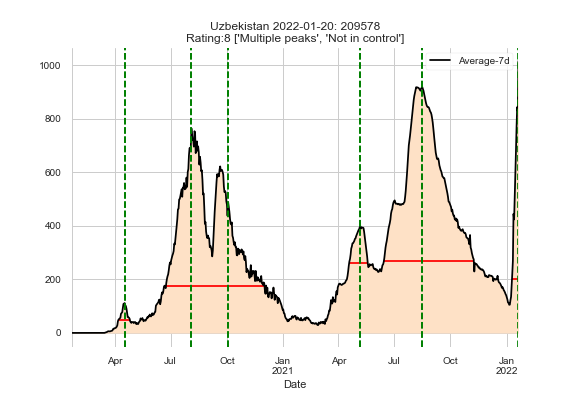 Uzbekistan 2022-01-20: 209578
Rating:8 ['Multiple peaks', 'Not in control']
Average-7d
1000
800
600
400
200
0
Apr Jul Oct Jan Apr Jul Oct Jan
2021 2022
Date